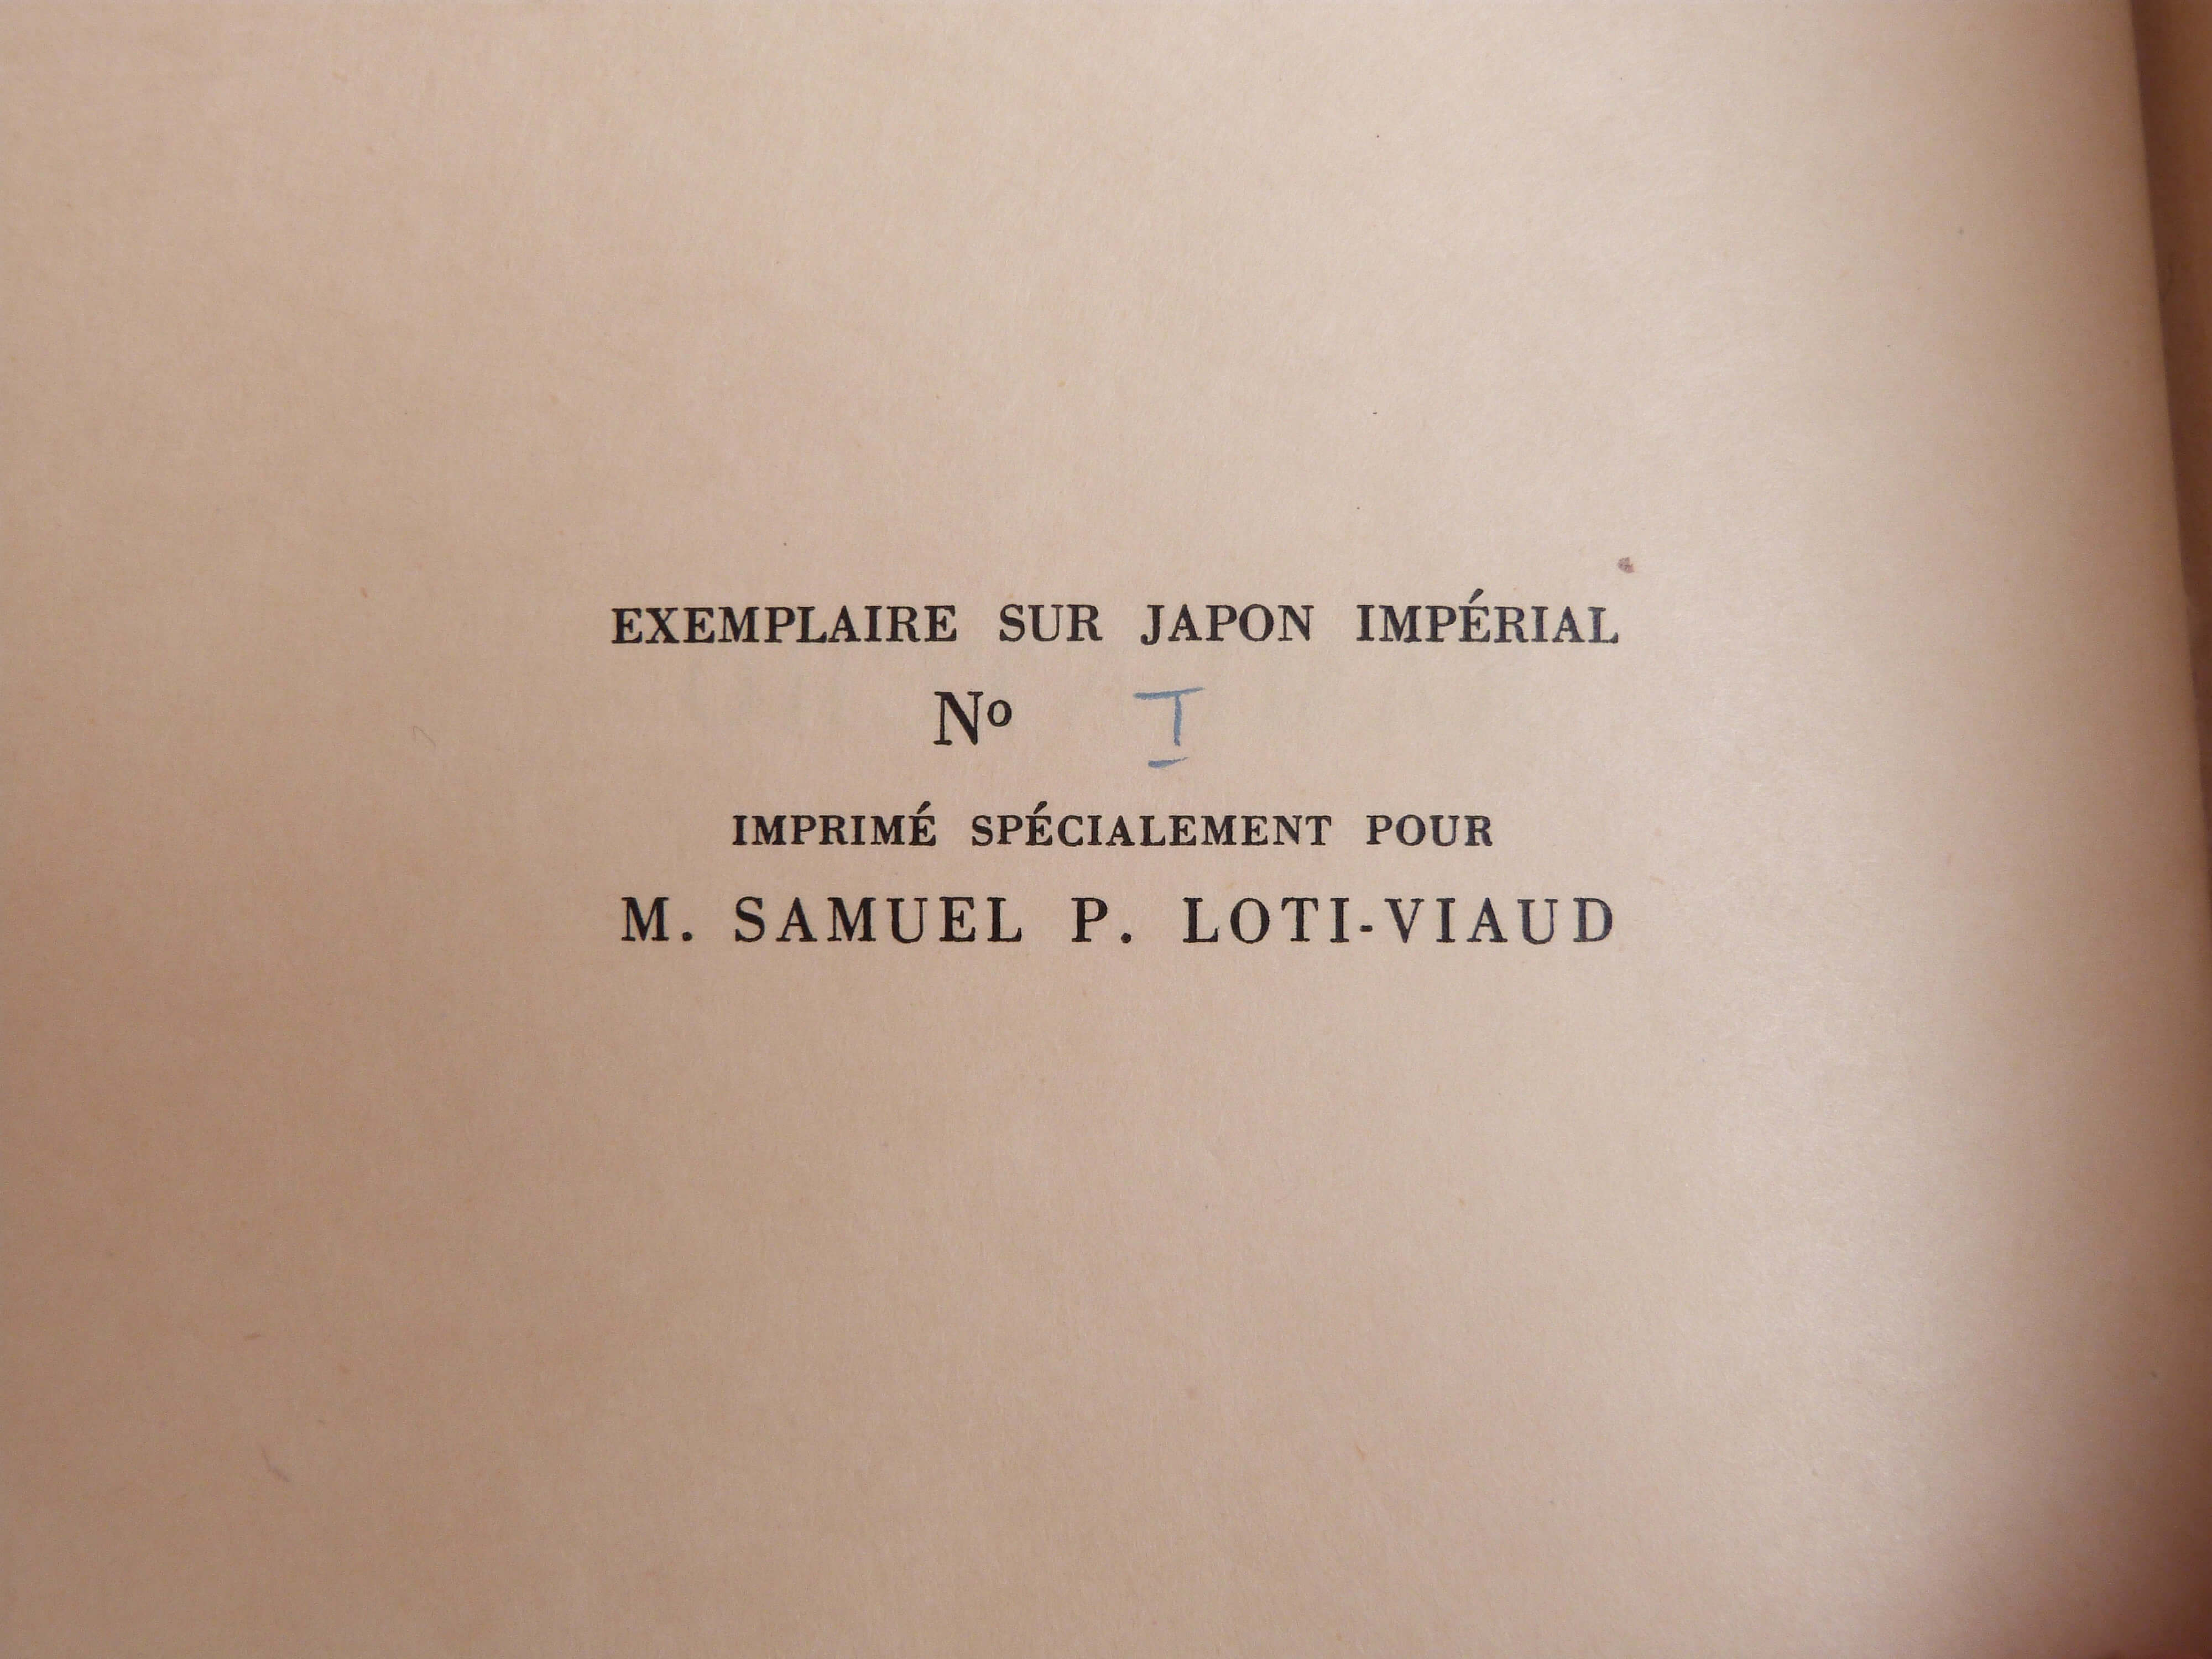 EXEMPLAIRE SUR JAPON IMPÉRIAL
Nº I
IMPRIMÉ SPÉCIALEMENT POUR
M. SAMUEL P. LOTI-VIAUD